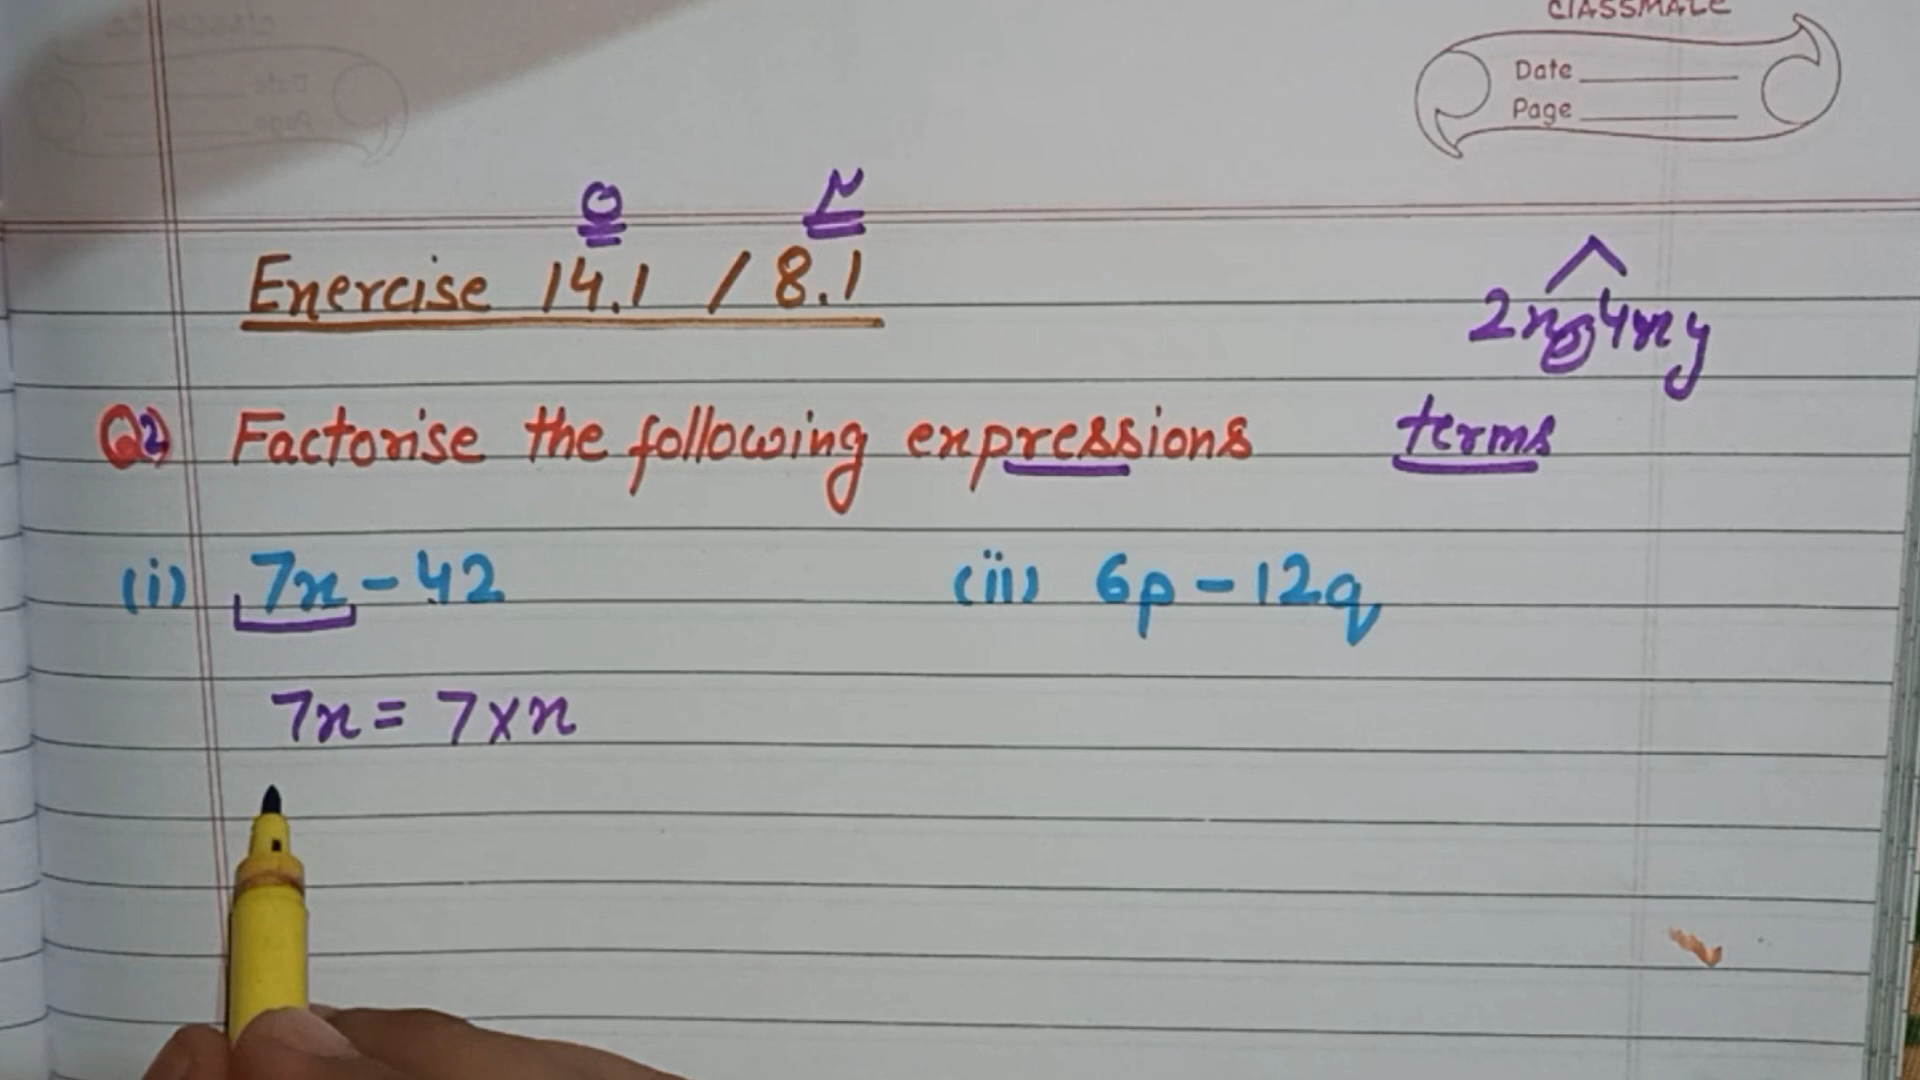 classmate
Date
Page
O N
Exercise 14.1 / 8.1
2x, 4xy
Q2) Factorise the following expressions terms
(i) 7x - 42 (ii) 6p - 12q
7x = 7 x x